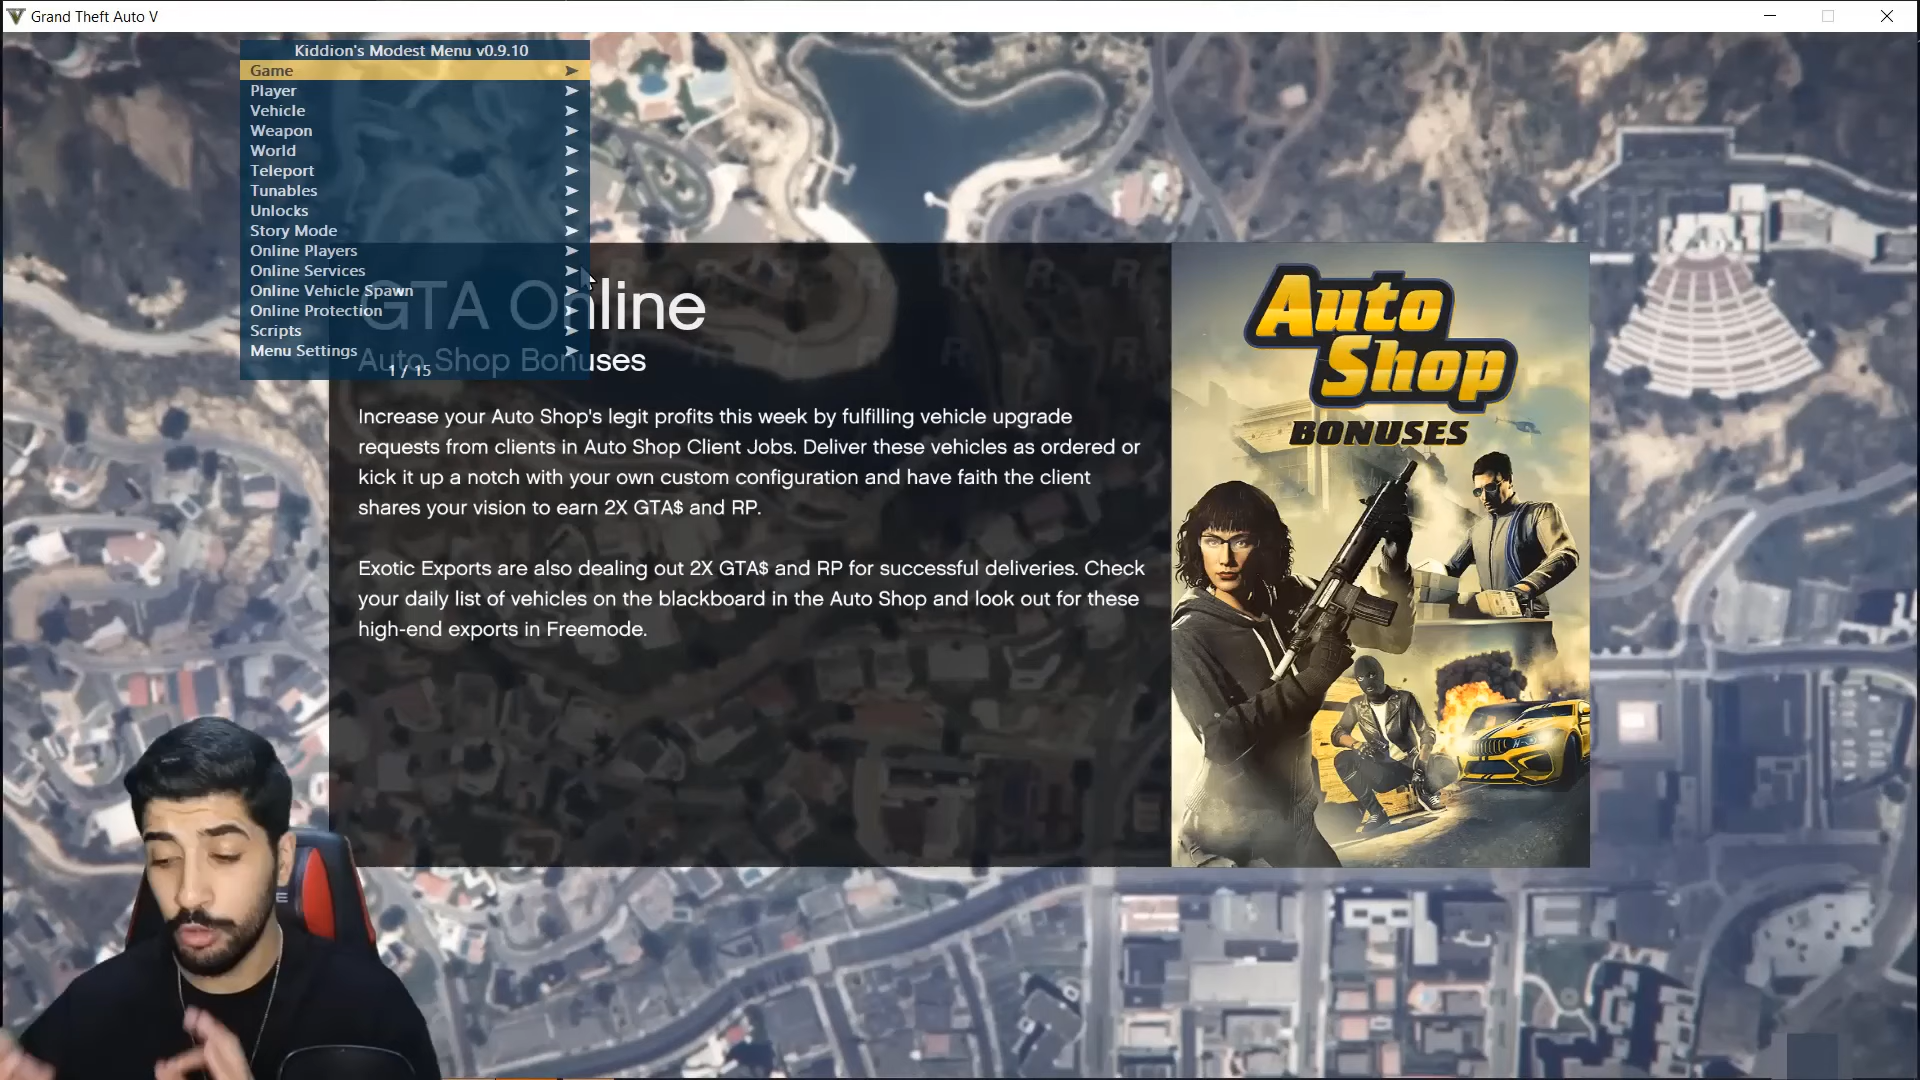 Grand Theft Auto V
Kiddion's Modest Menu v0.9.10
Game
Player
Vehicle
Weapon
World
Teleport
Tunables
Unlocks
Story Mode
Online Players
Online Services
Online Vehicle Spawn
Online Protection
Scripts
Menu Settings
1 / 15
GTA Online
Auto Shop Bonuses
Increase your Auto Shop's legit profits this week by fulfilling vehicle upgrade
requests from clients in Auto Shop Client Jobs. Deliver these vehicles as ordered or
kick it up a notch with your own custom configuration and have faith the client
shares your vision to earn 2X GTA$ and RP.
Exotic Exports are also dealing out 2X GTA$ and RP for successful deliveries. Check
your daily list of vehicles on the blackboard in the Auto Shop and look out for these
high-end exports in Freemode.
Auto
Shop
BONUSES